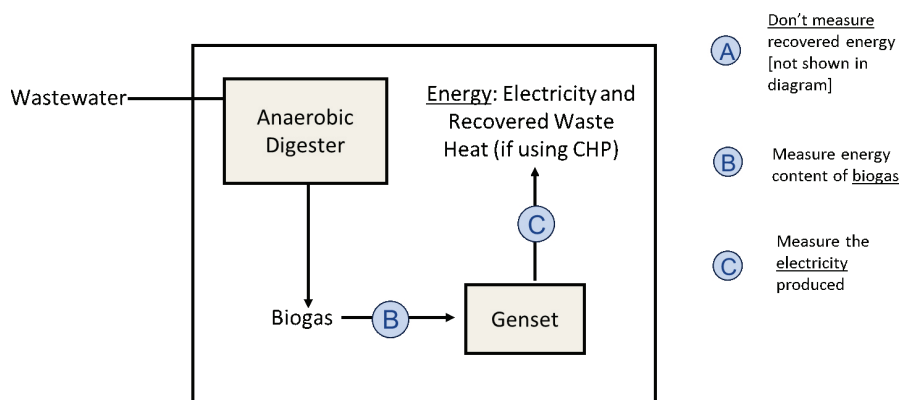 Wastewater
Anaerobic
Digester
Energy: Electricity and
Recovered Waste
Heat (if using CHP)
C
Biogas
B
Genset
A
Don't measure
recovered energy
[not shown in
diagram]
B
Measure energy
content of biogas
C
Measure the
electricity
produced